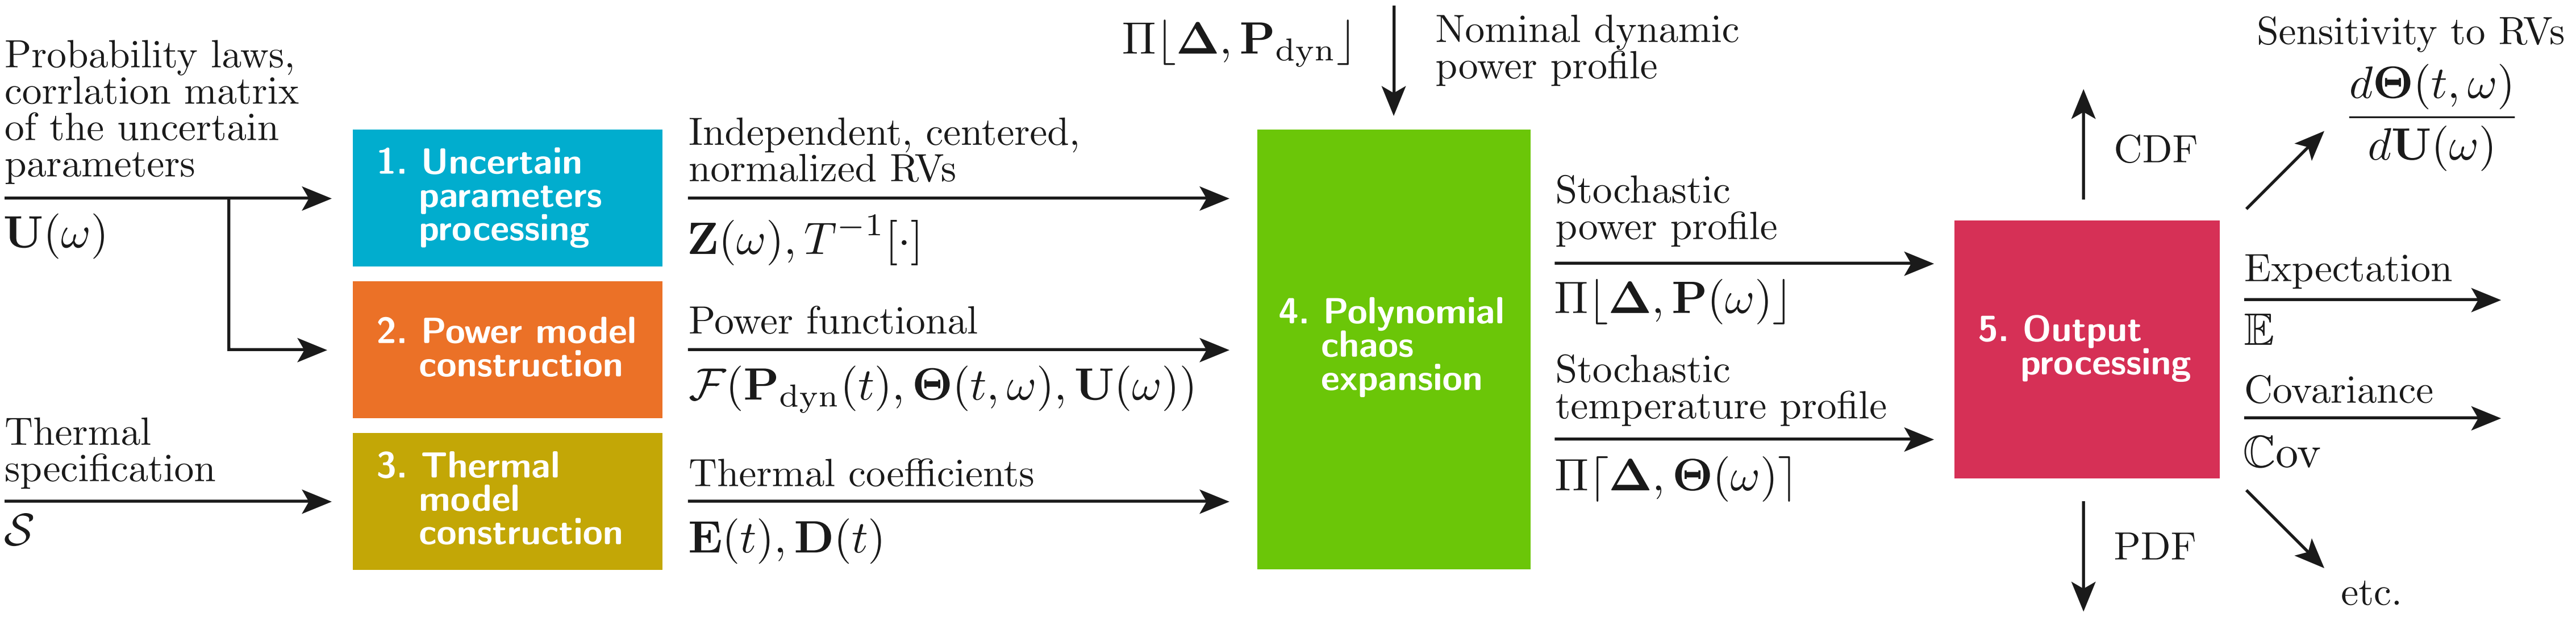 Probability laws,
corrlation matrix
of the uncertain
parameters
U(ω)
Thermal
specification
𝒮
1. Uncertain
parameters
processing
2. Power model
construction
3. Thermal
model
construction
Independent, centered,
normalized RVs
Z(ω), T⁻¹[·]
Power functional
ℱ(P_dyn(t), Θ(t, ω), U(ω))
Thermal coefficients
E(t), D(t)
Π⌊Δ, P_dyn⌋
Nominal dynamic
power profile
4. Polynomial
chaos
expansion
Stochastic
power profile
Π⌊Δ, P(ω)⌋
Stochastic
temperature profile
Π⌈Δ, Θ(ω)⌉
5. Output
processing
CDF
Sensitivity to RVs
dΘ(t, ω)
dU(ω)
Expectation
𝔼
Covariance
ℂov
PDF
etc.